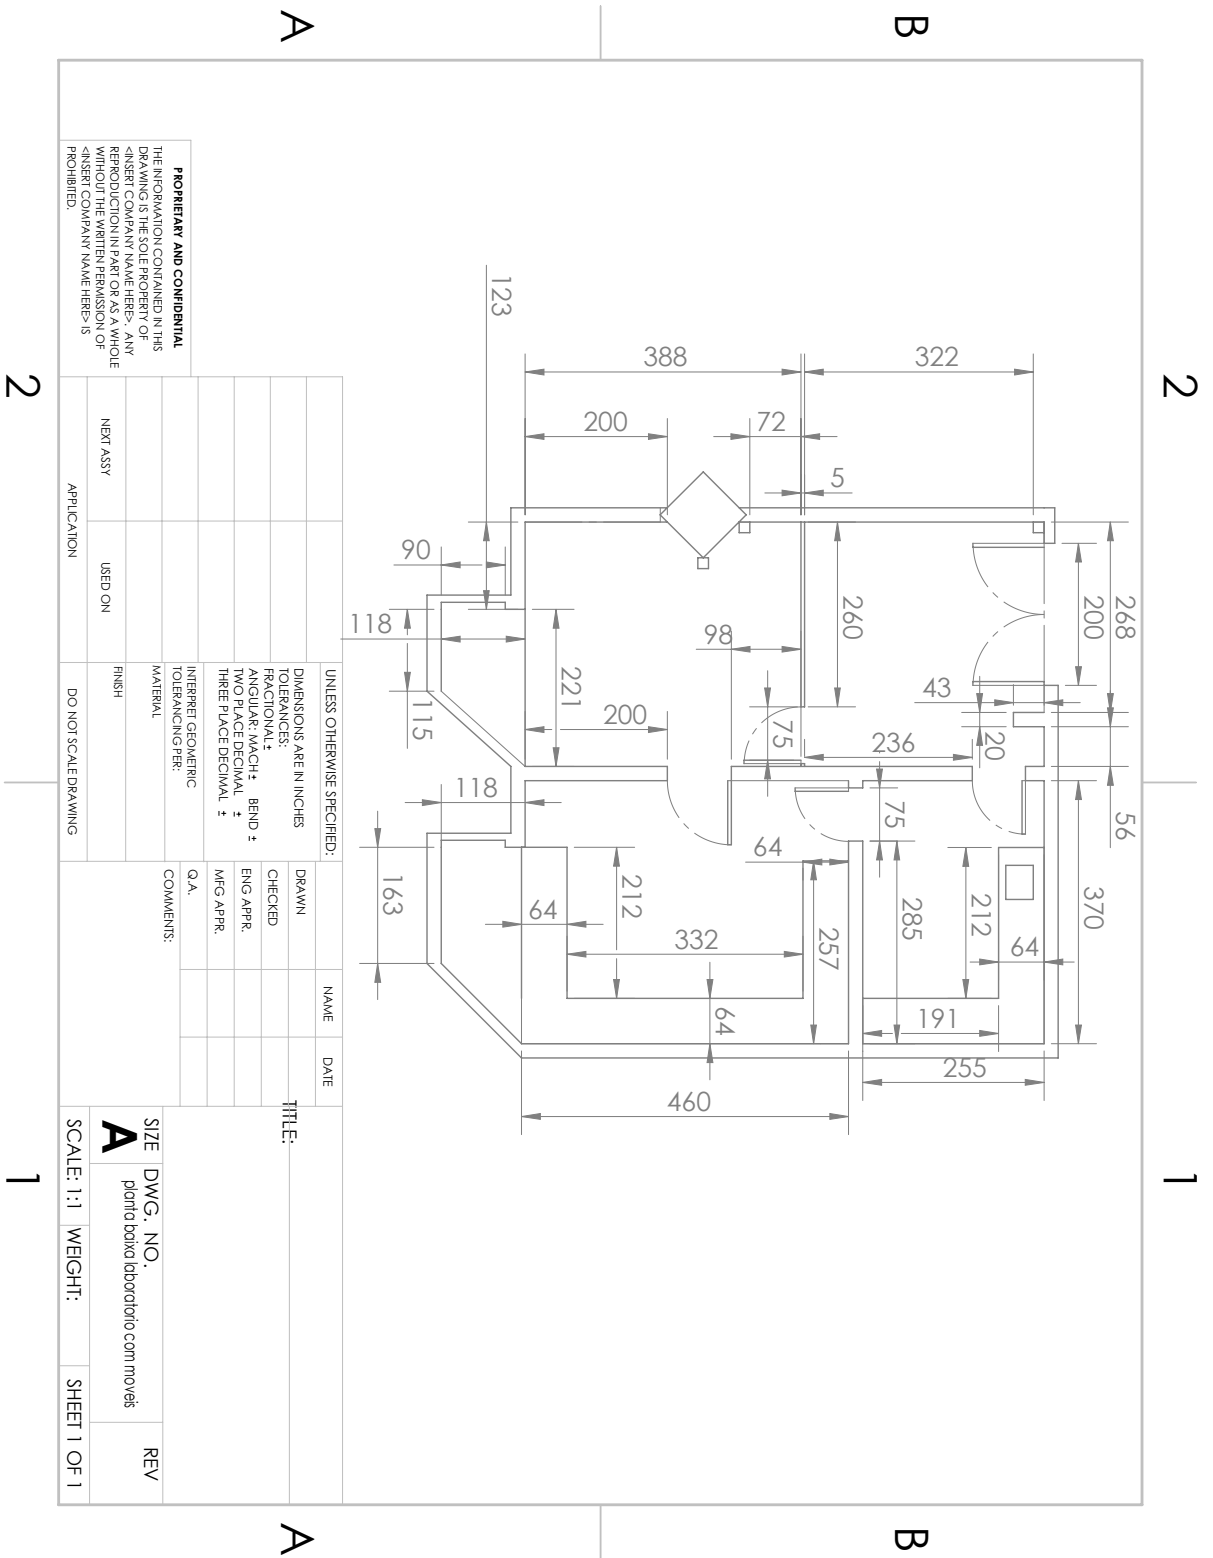 A
B
2
1
PROPRIETARY AND CONFIDENTIAL
THE INFORMATION CONTAINED IN THIS
DRAWING IS THE SOLE PROPERTY OF
<INSERT COMPANY NAME HERE>. ANY
REPRODUCTION IN PART OR AS A WHOLE
WITHOUT THE WRITTEN PERMISSION OF
<INSERT COMPANY NAME HERE> IS
PROHIBITED.
NEXT ASSY
USED ON
APPLICATION
UNLESS OTHERWISE SPECIFIED:
DIMENSIONS ARE IN INCHES
TOLERANCES:
FRACTIONAL ±
ANGULAR: MACH ± BEND ±
TWO PLACE DECIMAL ±
THREE PLACE DECIMAL ±
INTERPRET GEOMETRIC
TOLERANCING PER:
MATERIAL
FINISH
DO NOT SCALE DRAWING
NAME
DATE
DRAWN
CHECKED
ENG APPR.
MFG APPR.
Q.A.
COMMENTS:
TITLE:
SIZE
A
DWG. NO.
planta baixa laboratorio com moveis
REV
SCALE: 1:1
WEIGHT:
SHEET 1 OF 1
123
388
322
200
72
5
90
118
115
221
98
260
200
268
43
20
56
200
75
236
118
163
64
212
332
64
257
64
75
285
212
370
64
191
255
460
2
1
A
B